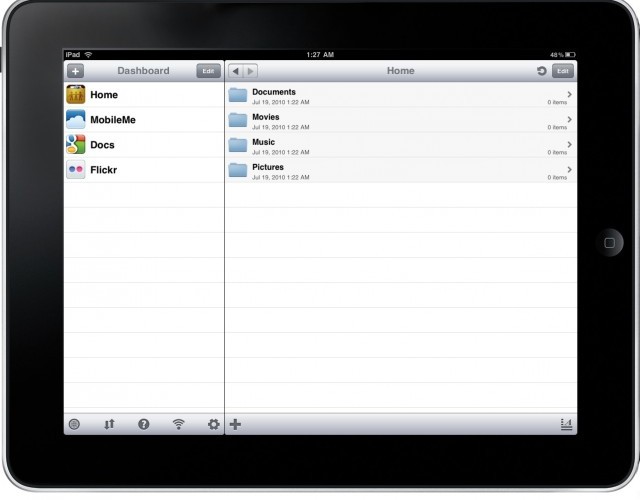 iPad 1:27 AM 48%
Dashboard Edit
Home
MobileMe
Docs
Flickr
Home Edit
Documents
Jul 19, 2010 1:22 AM 0 items
Movies
Jul 19, 2010 1:22 AM 0 items
Music
Jul 19, 2010 1:22 AM 0 items
Pictures
Jul 19, 2010 1:22 AM 0 items